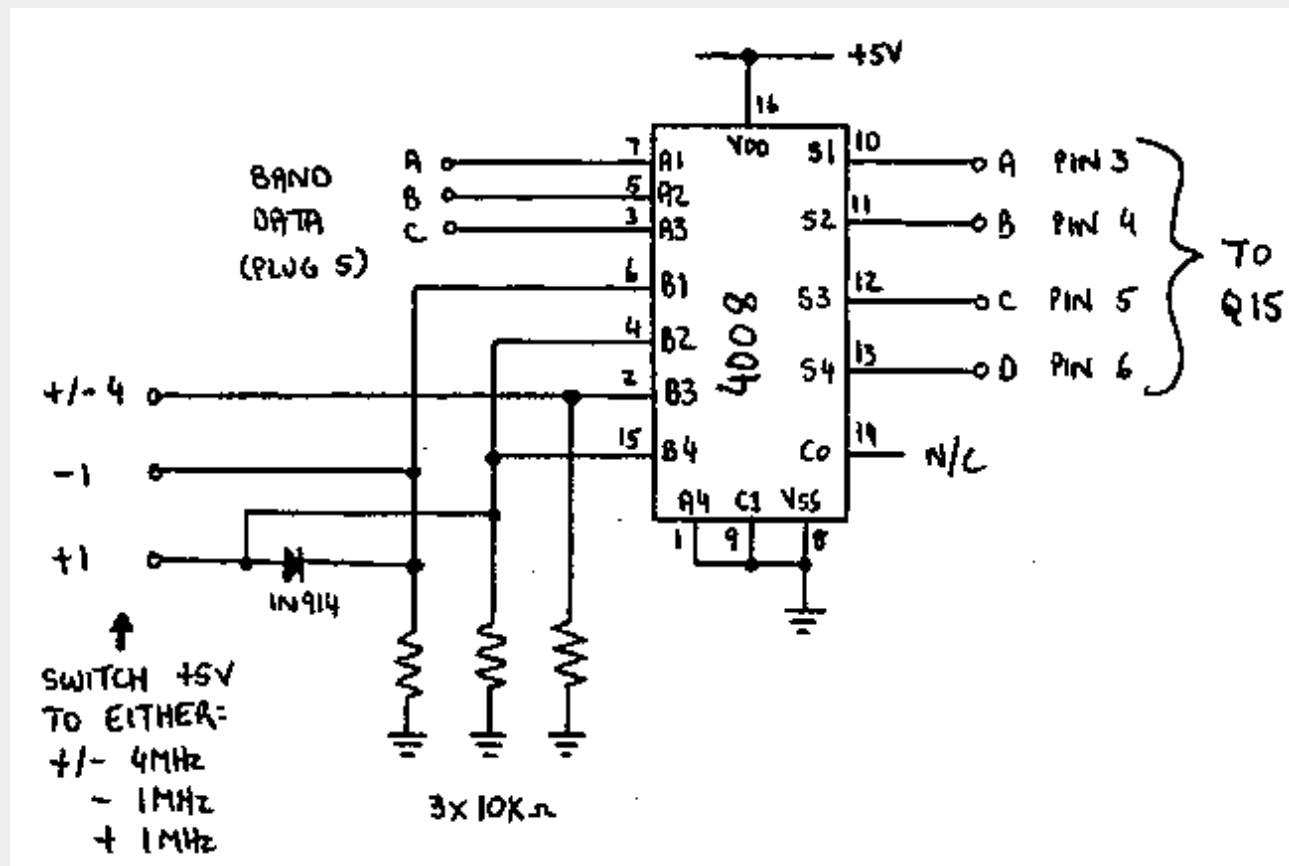 +5V
16
VDD
BAND
DATA
(PLUG 5)
A
B
C
7
5
3
6
4
2
15
A1
A2
A3
B1
B2
B3
B4
4008
S1
S2
S3
S4
CO
10
11
12
13
14
A PIN 3
B PIN 4
C PIN 5
D PIN 6
N/C
TO
Q15
A4 C1 VSS
1 9 8
+/- 4
-1
+1
1N914
SWITCH +5V
TO EITHER:
+/- 4MHz
- 1MHz
+ 1MHz
3x10KΩ